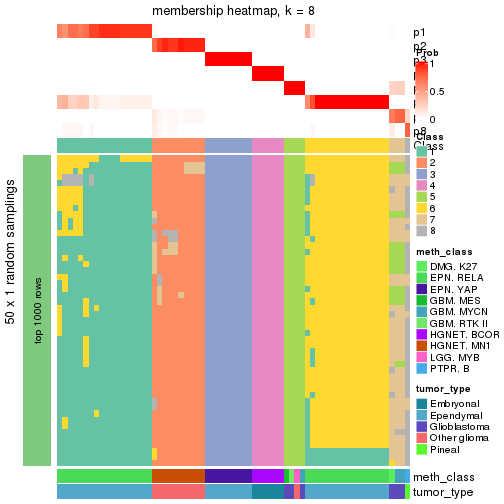 membership heatmap, k = 8
p1
p2
p3
p8
Class
Prob
1
0.5
0
Class
1
2
3
4
5
6
7
8
meth_class
DMG. K27
EPN. RELA
EPN. YAP
GBM. MES
GBM. MYCN
GBM. RTK II
HGNET. BCOR
HGNET. MN1
LGG. MYB
PTPR. B
tumor_type
Embryonal
Ependymal
Glioblastoma
Other glioma
Pineal
50 x 1 random samplings
top 1000 rows
meth_class
tumor_type